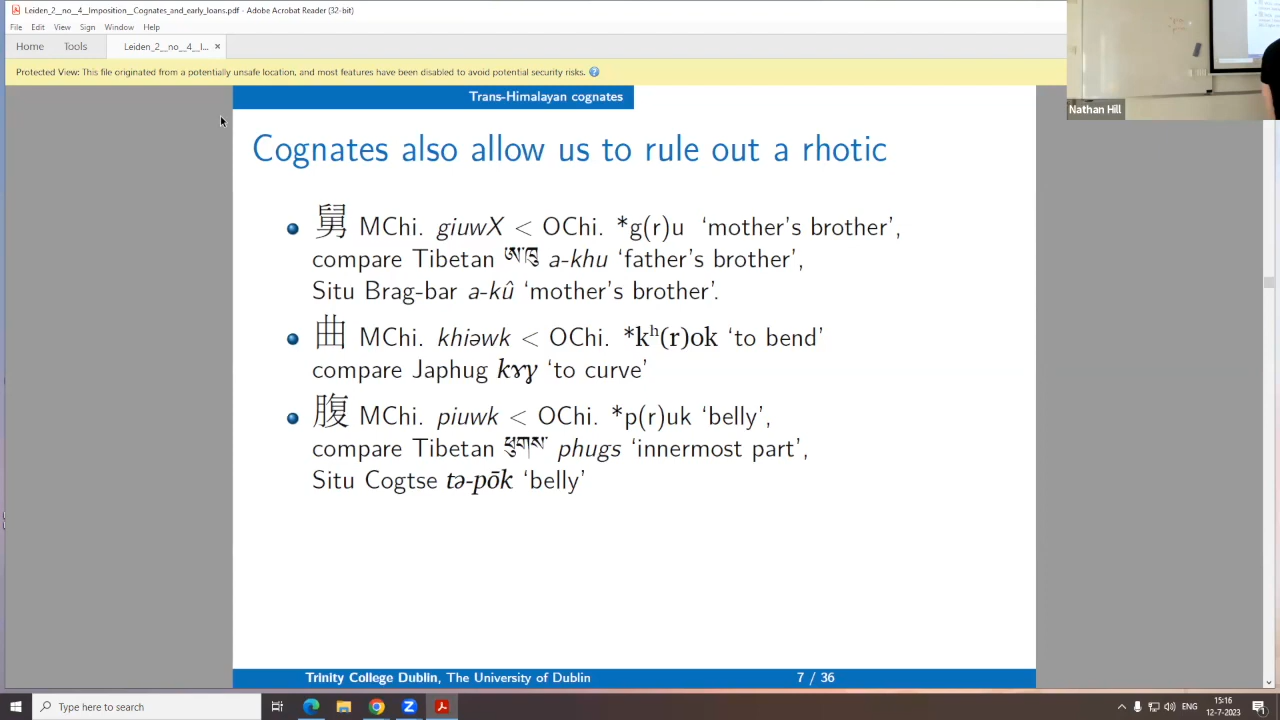 Leiden_2__no__4__Imposition__Cognates_and_early_loans.pdf - Adobe Acrobat Reader (32-bit)
File Edit View Sign Window Help
Home Tools Leiden_2__no__4__I... ×
Protected View: This file originated from a potentially unsafe location, and most features have been disabled to avoid potential security risks.
Nathan Hill
Trans-Himalayan cognates
Cognates also allow us to rule out a rhotic
舅 MChi. giuwX < OChi. *g(r)u ‘mother’s brother’,
compare Tibetan ཨ་ཁུ a-khu ‘father’s brother’,
Situ Brag-bar a-kû ‘mother’s brother’.
曲 MChi. khiəwk < OChi. *kʰ(r)ok ‘to bend’
compare Japhug kɤɣ ‘to curve’
腹 MChi. piuwk < OChi. *p(r)uk ‘belly’,
compare Tibetan ཕུགས་ phugs ‘innermost part’,
Situ Cogtse tə-pōk ‘belly’
Trinity College Dublin, The University of Dublin 7 / 36
Type here to search
15:16
12-7-2023